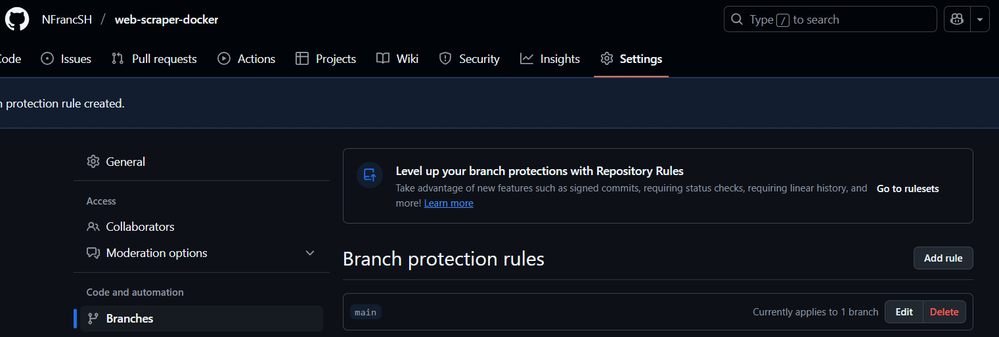 NFrancSH / web-scraper-docker
Type / to search
ode
Issues
Pull requests
Actions
Projects
Wiki
Security
Insights
Settings
protection rule created.
General
Access
Collaborators
Moderation options
Code and automation
Branches
Level up your branch protections with Repository Rules
Take advantage of new features such as signed commits, requiring status checks, requiring linear history, and
more! Learn more
Go to rulesets
Branch protection rules
Add rule
main
Currently applies to 1 branch
Edit
Delete